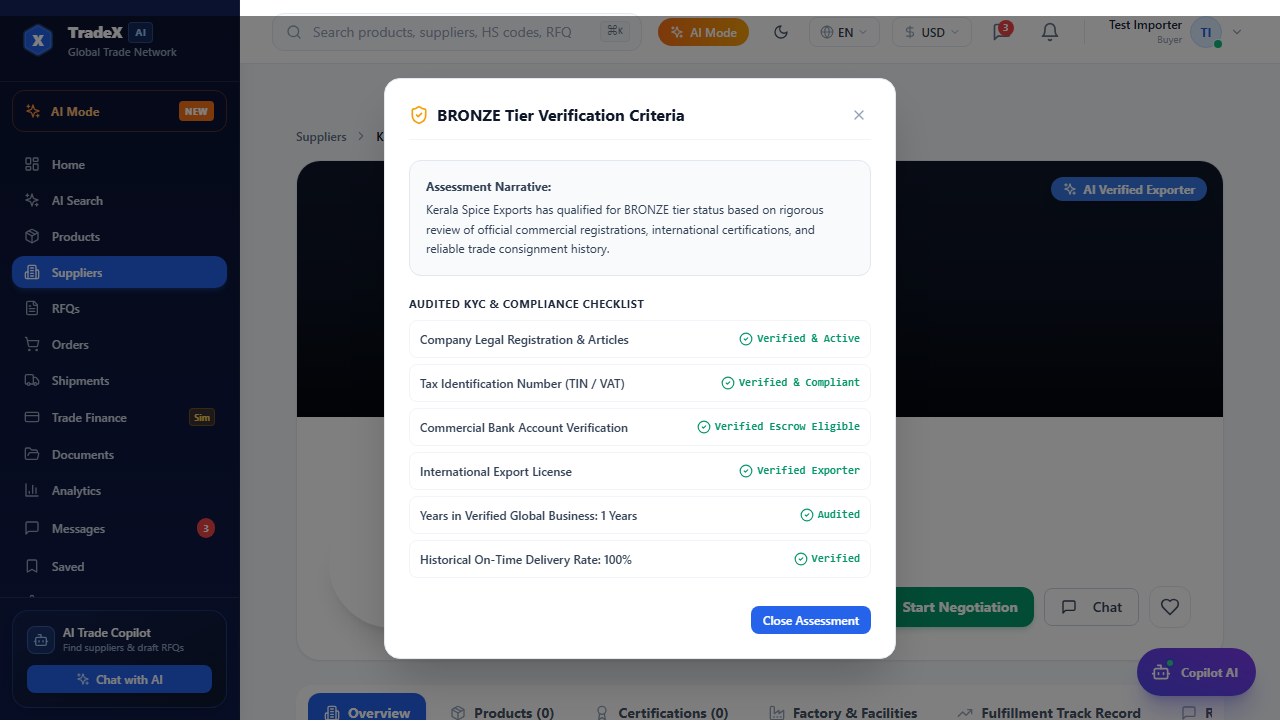 TradeX AI
Global Trade Network
Search products, suppliers, HS codes, RFQ
⌘K
AI Mode
EN
$ USD
3
Test Importer
Buyer
TI
AI Mode
NEW
Home
AI Search
Products
Suppliers
RFQs
Orders
Shipments
Trade Finance
Sim
Documents
Analytics
Messages
3
Saved
AI Trade Copilot
Find suppliers & draft RFQs
Chat with AI
Suppliers > K
AI Verified Exporter
BRONZE Tier Verification Criteria
Assessment Narrative:
Kerala Spice Exports has qualified for BRONZE tier status based on rigorous
review of official commercial registrations, international certifications, and
reliable trade consignment history.
AUDITED KYC & COMPLIANCE CHECKLIST
Company Legal Registration & Articles
Verified & Active
Tax Identification Number (TIN / VAT)
Verified & Compliant
Commercial Bank Account Verification
Verified Escrow Eligible
International Export License
Verified Exporter
Years in Verified Global Business: 1 Years
Audited
Historical On-Time Delivery Rate: 100%
Verified
Close Assessment
Start Negotiation
Chat
Copilot AI
Overview
Products (0)
Certifications (0)
Factory & Facilities
Fulfillment Track Record